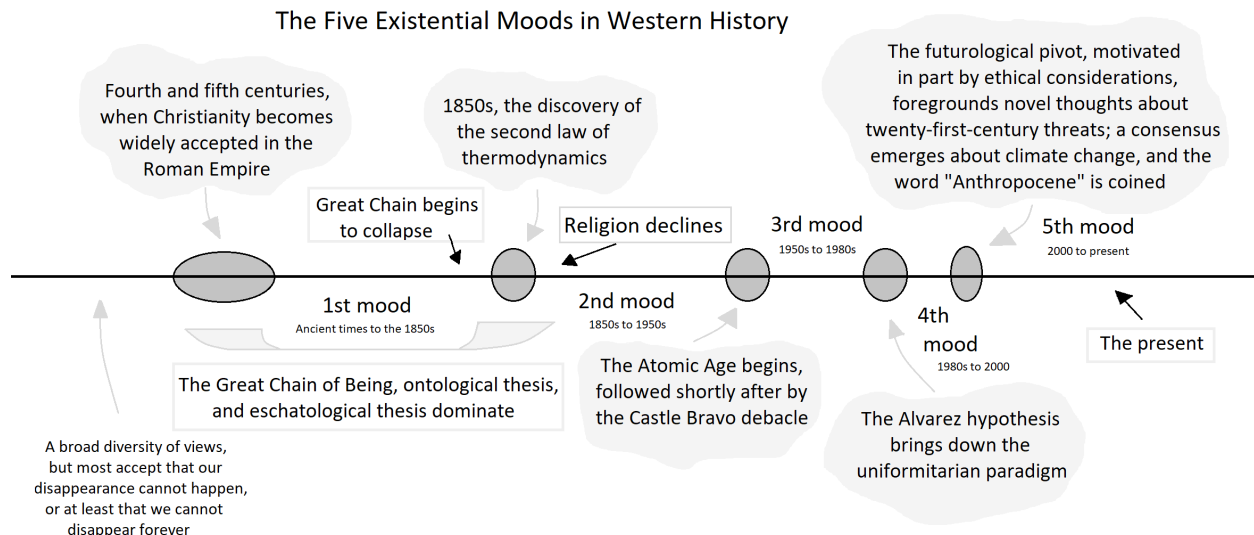 The Five Existential Moods in Western History
Fourth and fifth centuries,
when Christianity becomes
widely accepted in the
Roman Empire
1850s, the discovery of
the second law of
thermodynamics
The futurological pivot, motivated
in part by ethical considerations,
foregrounds novel thoughts about
twenty-first-century threats; a consensus
emerges about climate change, and the
word "Anthropocene" is coined
Great Chain begins
to collapse
Religion declines
3rd mood
1950s to 1980s
5th mood
2000 to present
1st mood
Ancient times to the 1850s
2nd mood
1850s to 1950s
4th
mood
1980s to 2000
The present
The Great Chain of Being, ontological thesis,
and eschatological thesis dominate
The Atomic Age begins,
followed shortly after by
the Castle Bravo debacle
The Alvarez hypothesis
brings down the
uniformitarian paradigm
A broad diversity of views,
but most accept that our
disappearance cannot happen,
or at least that we cannot
disappear forever